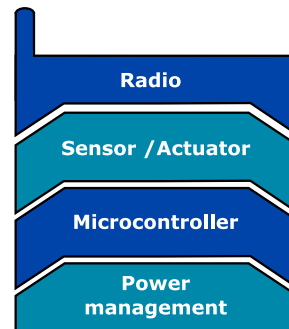 Radio
Sensor /Actuator
Microcontroller
Power
management